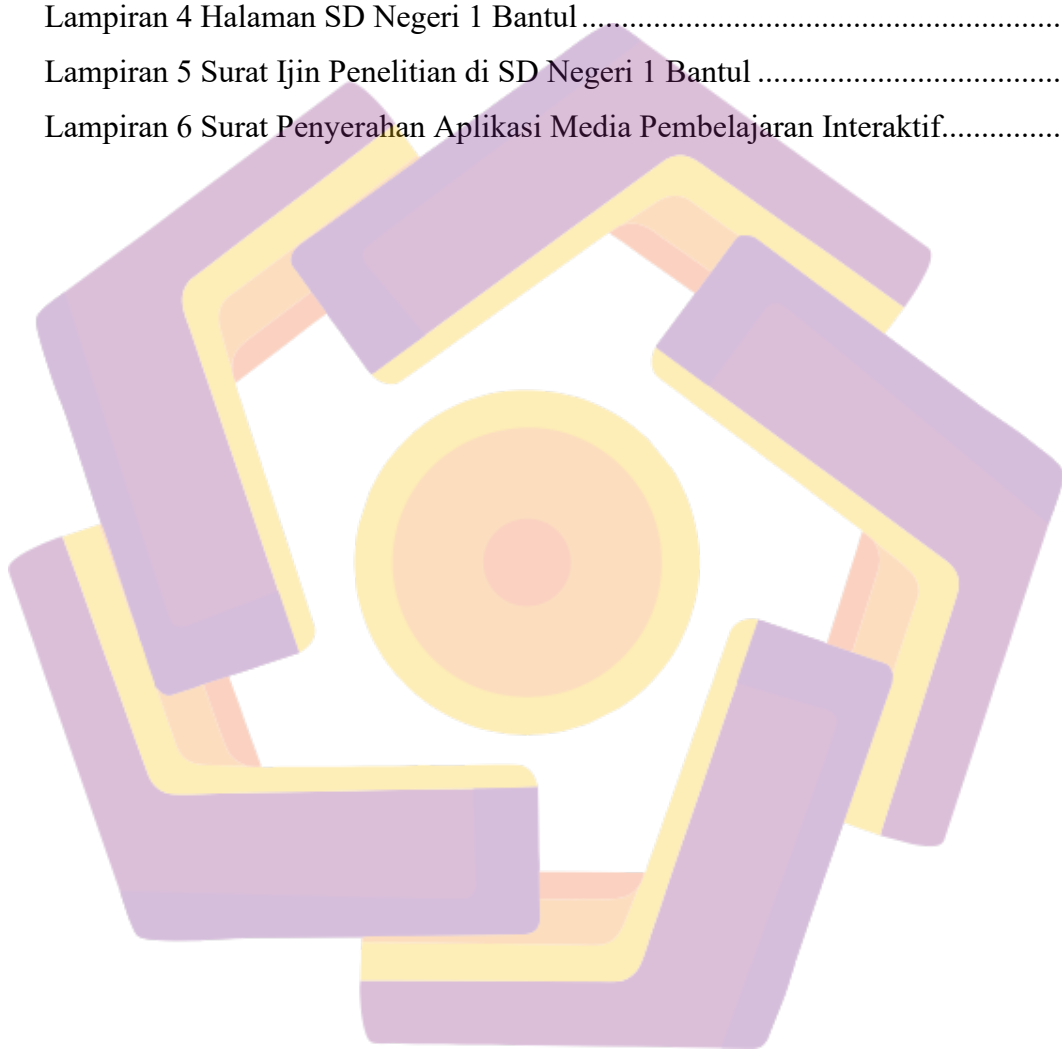 Lampiran 4 Halaman SD Negeri 1 Bantul................................................................
Lampiran 5 Surat Ijin Penelitian di SD Negeri 1 Bantul ........................................
Lampiran 6 Surat Penyerahan Aplikasi Media Pembelajaran Interaktif...............